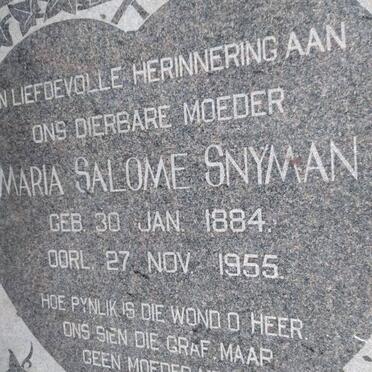 N LIEFDEVOLLE HERINNERING AAN
ONS DIERBARE MOEDER
MARIA SALOME SNYMAN
GEB. 30 JAN. 1884.
OORL. 27 NOV. 1955.
HOE PYNLIK IS DIE WOND O HEER.
ONS SIEN DIE GRAF, MAAR
GEEN MOEDER